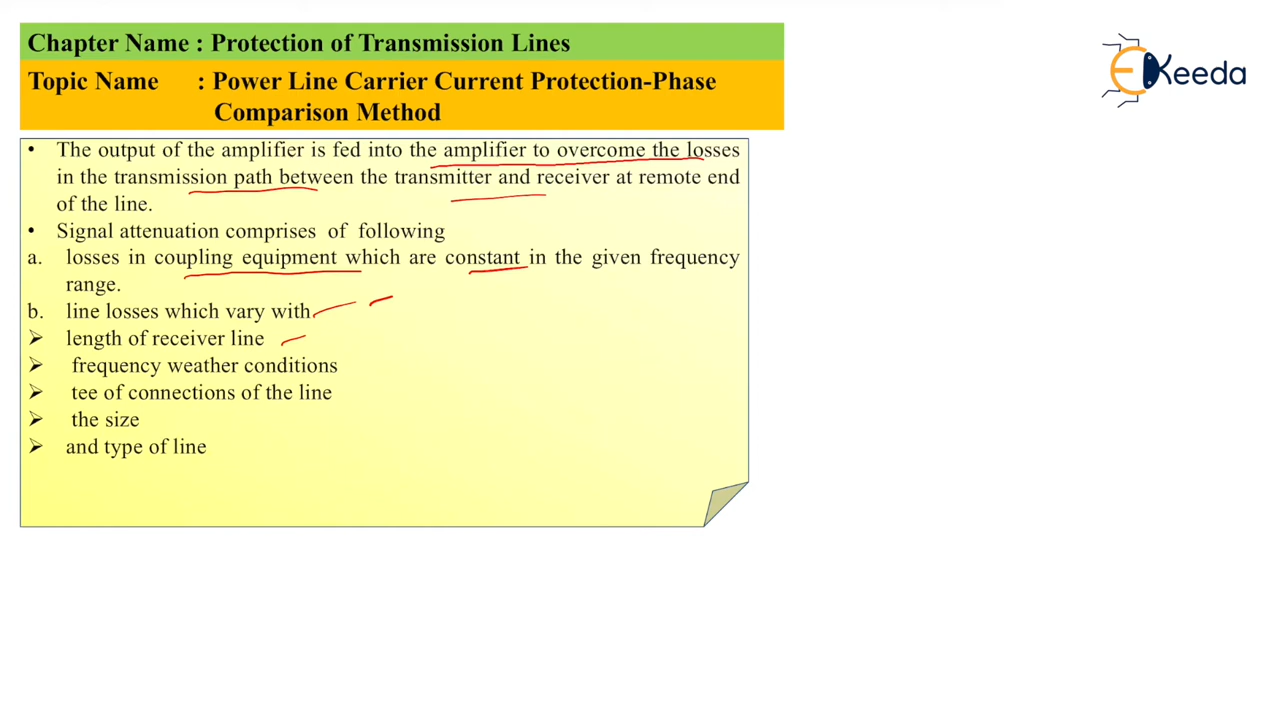 Chapter Name : Protection of Transmission Lines
Topic Name : Power Line Carrier Current Protection-Phase
Comparison Method
EKeeda
• The output of the amplifier is fed into the amplifier to overcome the losses
in the transmission path between the transmitter and receiver at remote end
of the line.
• Signal attenuation comprises of following
a. losses in coupling equipment which are constant in the given frequency
range.
b. line losses which vary with
➢ length of receiver line
➢ frequency weather conditions
➢ tee of connections of the line
➢ the size
➢ and type of line